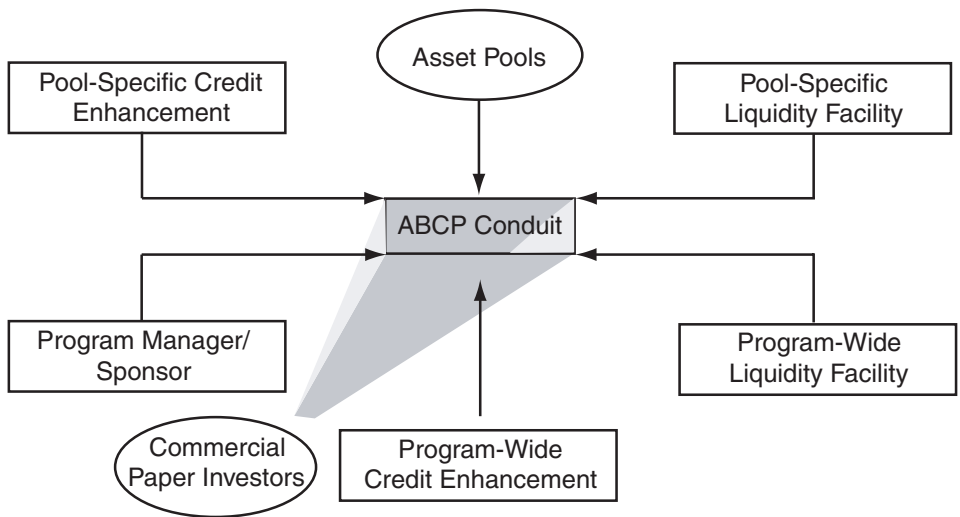 Asset Pools
Pool-Specific Credit
Enhancement
Pool-Specific
Liquidity Facility
ABCP Conduit
Program Manager/
Sponsor
Program-Wide
Liquidity Facility
Commercial
Paper Investors
Program-Wide
Credit Enhancement